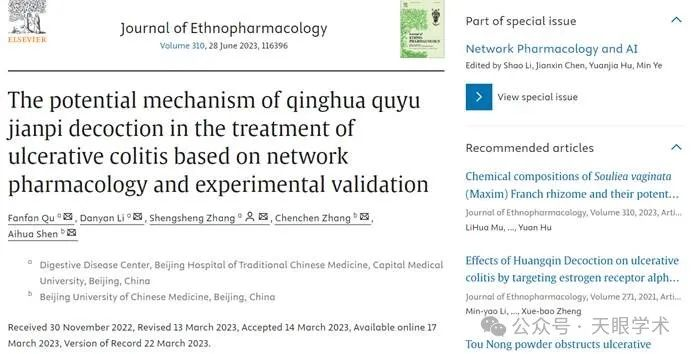 ELSEVIER
Journal of Ethnopharmacology
Volume 310, 28 June 2023, 116396
The potential mechanism of qinghua quyu
jianpi decoction in the treatment of
ulcerative colitis based on network
pharmacology and experimental validation
Fanfan Qu a, Danyan Li a, Shengsheng Zhang a, Chenchen Zhang b,
Aihua Shen b
a Digestive Disease Center, Beijing Hospital of Traditional Chinese Medicine, Capital Medical
University, Beijing, China
b Beijing University of Chinese Medicine, Beijing, China
Received 30 November 2022, Revised 13 March 2023, Accepted 14 March 2023, Available online 17
March 2023, Version of Record 22 March 2023.
Part of special issue
Network Pharmacology and AI
Edited by Shao Li, Jianxin Chen, Yuanjia Hu, Min Ye
View special issue
Recommended articles
Chemical compositions of Souliea vaginata
(Maxim) Franch rhizome and their potent...
Journal of Ethnopharmacology, Volume 310, 2023, Arti...
LiHua Mu, ..., Yuan Hu
Effects of Huangqin Decoction on ulcerative
colitis by targeting estrogen receptor alph...
Journal of Ethnopharmacology, Volume 271, 2021, Arti...
Min-yao Li, ..., Xue-bao Zheng
Tou Nong powder obstructs ulcerative
公众号 · 天眼学术